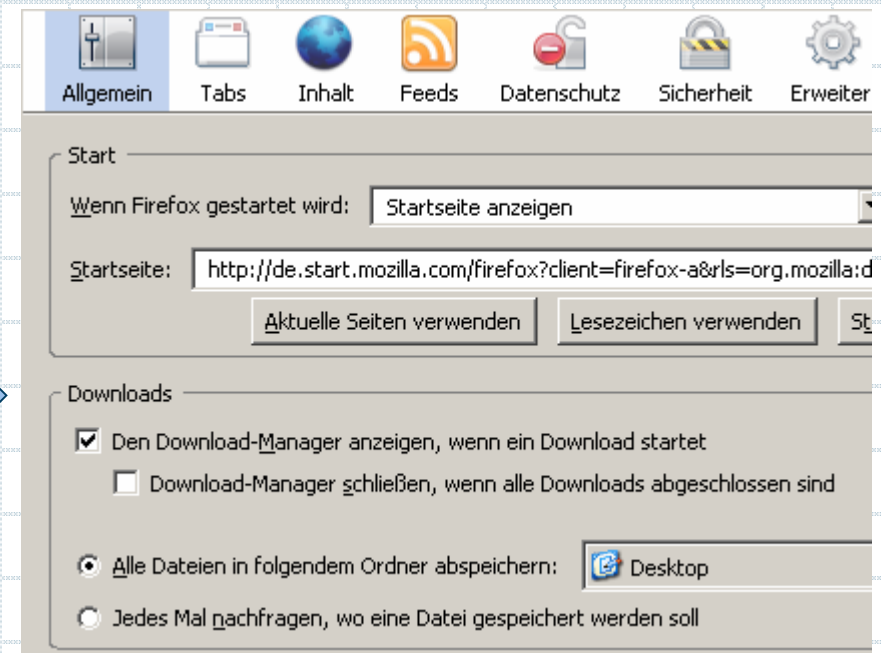 Allgemein Tabs Inhalt Feeds Datenschutz Sicherheit Erweiter
Start
Wenn Firefox gestartet wird: Startseite anzeigen
Startseite: http://de.start.mozilla.com/firefox?client=firefox-a&rls=org.mozilla:d
Aktuelle Seiten verwenden Lesezeichen verwenden St
Downloads
Den Download-Manager anzeigen, wenn ein Download startet
Download-Manager schließen, wenn alle Downloads abgeschlossen sind
Alle Dateien in folgendem Ordner abspeichern: Desktop
Jedes Mal nachfragen, wo eine Datei gespeichert werden soll